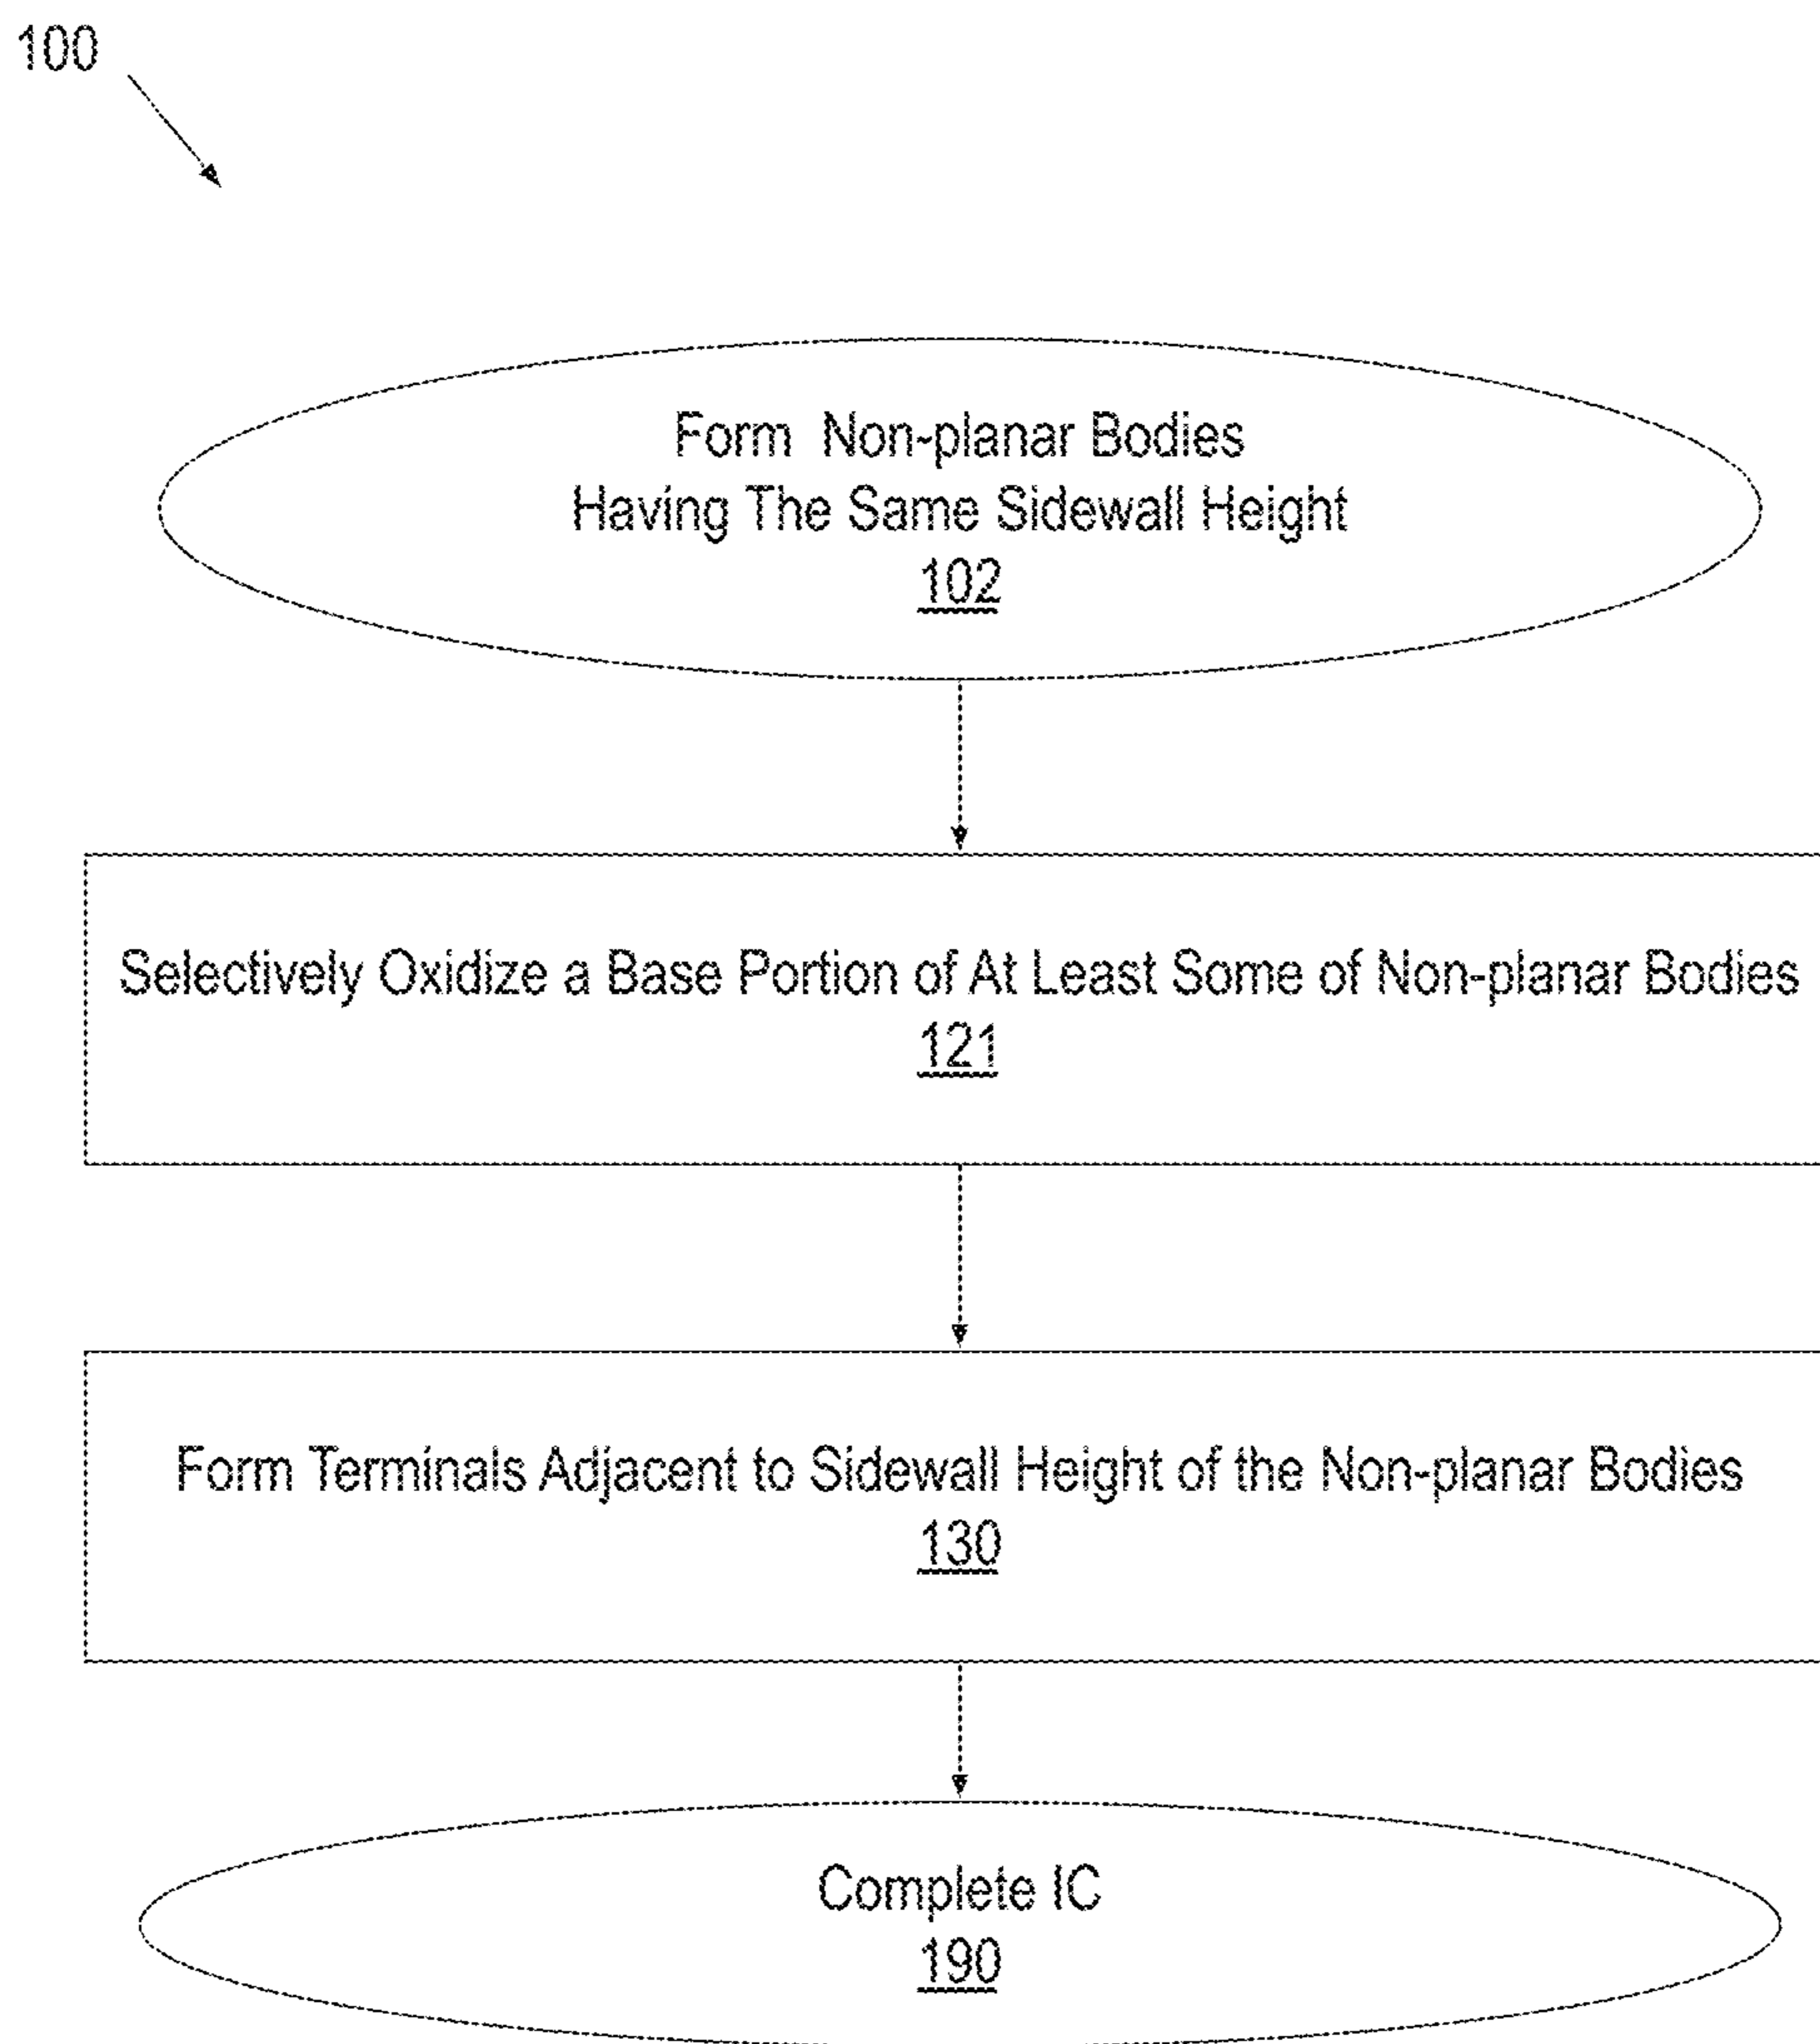 100
Form Non-planar Bodies
Having The Same Sidewall Height
102
Selectively Oxidize a Base Portion of At Least Some of Non-planar Bodies
121
Form Terminals Adjacent to Sidewall Height of the Non-planar Bodies
130
Complete IC
190